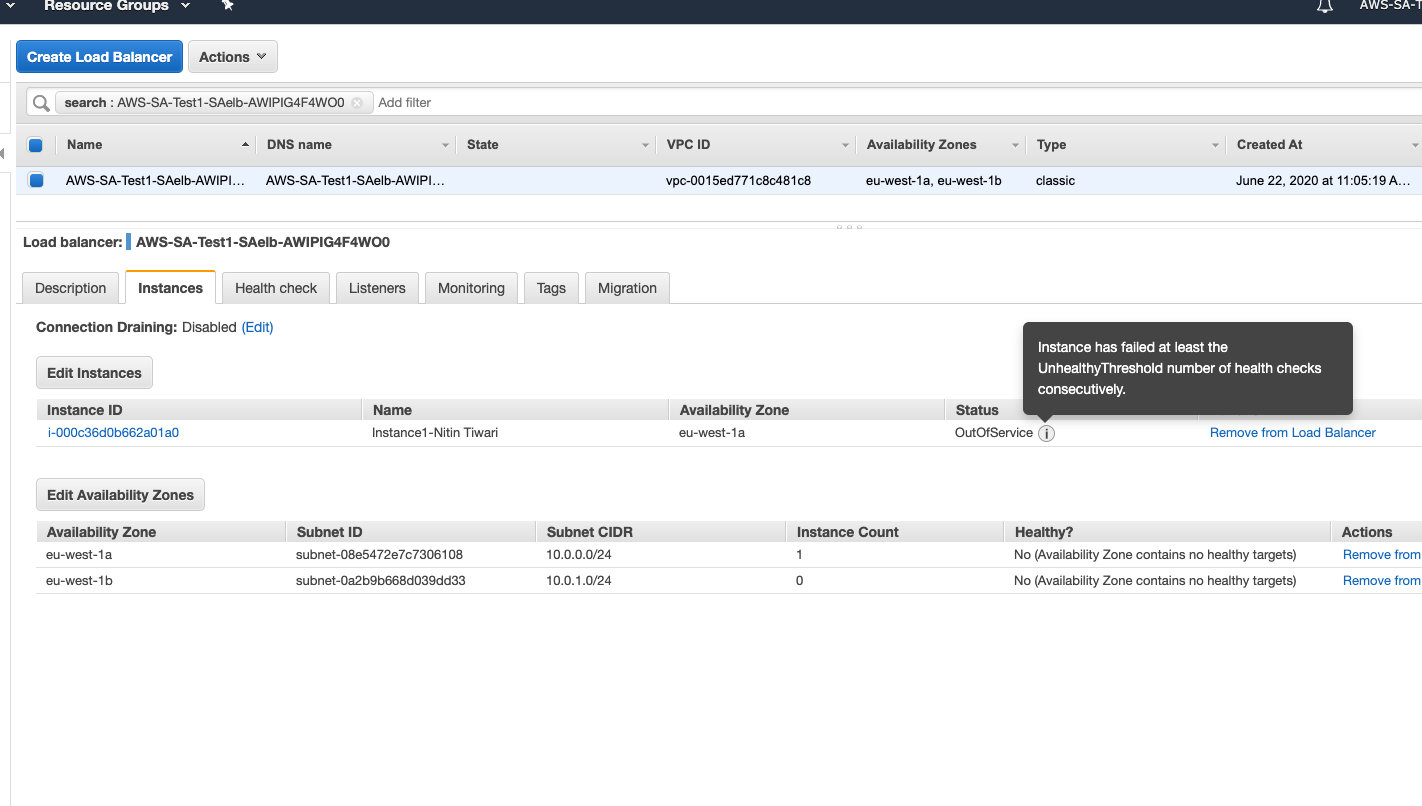 Resource Groups
AWS-SA-T
Create Load Balancer Actions
search : AWS-SA-Test1-SAelb-AWIPIG4F4WO0 Add filter
Name DNS name State VPC ID Availability Zones Type Created At
AWS-SA-Test1-SAelb-AWIPI... AWS-SA-Test1-SAelb-AWIPI... vpc-0015ed771c8c481c8 eu-west-1a, eu-west-1b classic June 22, 2020 at 11:05:19 A...
Load balancer: AWS-SA-Test1-SAelb-AWIPIG4F4WO0
Description Instances Health check Listeners Monitoring Tags Migration
Connection Draining: Disabled (Edit)
Instance has failed at least the
UnhealthyThreshold number of health checks
consecutively.
Edit Instances
Instance ID Name Availability Zone Status
i-000c36d0b662a01a0 Instance1-Nitin Tiwari eu-west-1a OutOfService i Remove from Load Balancer
Edit Availability Zones
Availability Zone Subnet ID Subnet CIDR Instance Count Healthy? Actions
eu-west-1a subnet-08e5472e7c7306108 10.0.0.0/24 1 No (Availability Zone contains no healthy targets) Remove from
eu-west-1b subnet-0a2b9b668d039dd33 10.0.1.0/24 0 No (Availability Zone contains no healthy targets) Remove from